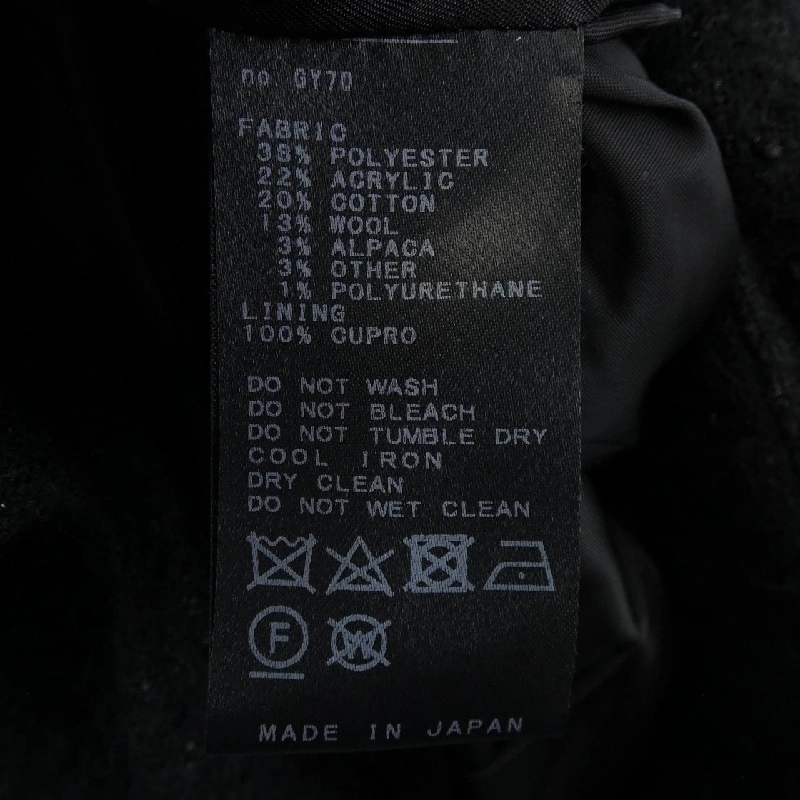 no. GY70
FABRIC
38% POLYESTER
22% ACRYLIC
20% COTTON
13% WOOL
3% ALPACA
3% OTHER
1% POLYURETHANE
LINING
100% CUPRO
DO NOT WASH
DO NOT BLEACH
DO NOT TUMBLE DRY
COOL IRON
DRY CLEAN
DO NOT WET CLEAN
F W
MADE IN JAPAN